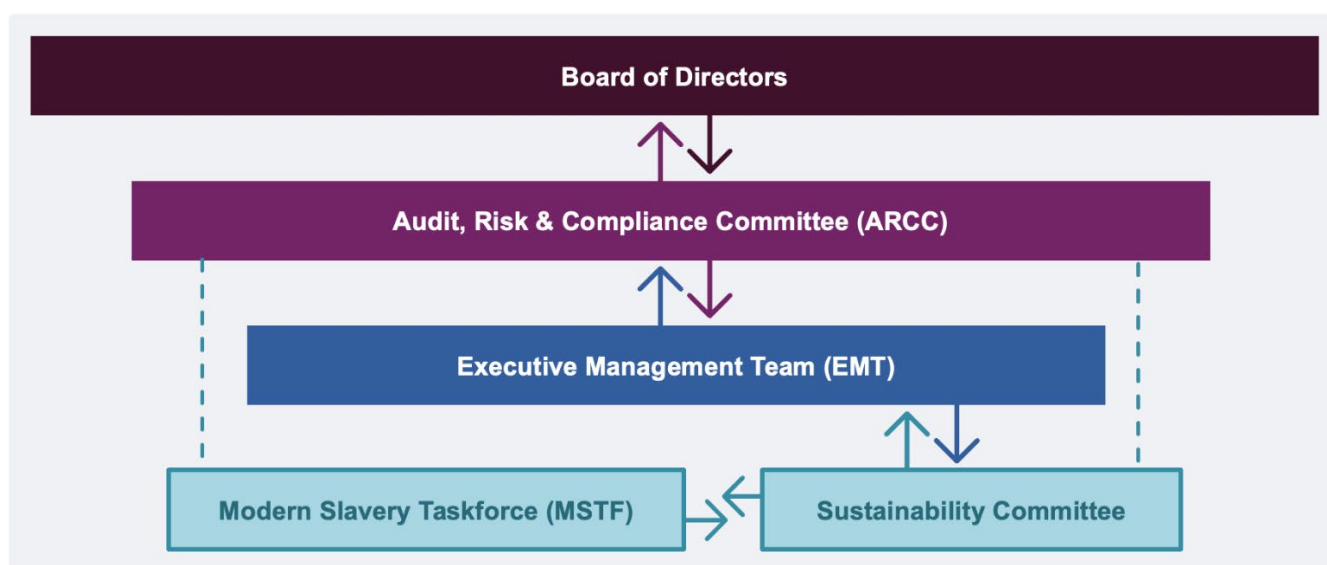 Board of Directors
Audit, Risk & Compliance Committee (ARCC)
Executive Management Team (EMT)
Modern Slavery Taskforce (MSTF)
Sustainability Committee